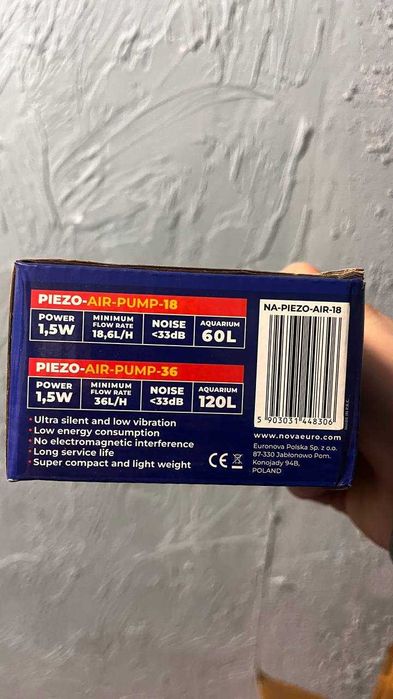 PIEZO-AIR-PUMP-18
POWER MINIMUM FLOW RATE NOISE AQUARIUM
1,5W 18,6L/H <33dB 60L
PIEZO-AIR-PUMP-36
POWER MINIMUM FLOW RATE NOISE AQUARIUM
1,5W 36L/H <33dB 120L
• Ultra silent and low vibration
• Low energy consumption
• No electromagnetic interference
• Long service life
• Super compact and light weight
CE
NA-PIEZO-AIR-18
5 903031 448306
www.novaeuro.com
Euronova Polska Sp. z o.o.
87-330 Jabłonowo Pom.
Konojady 94B,
POLAND